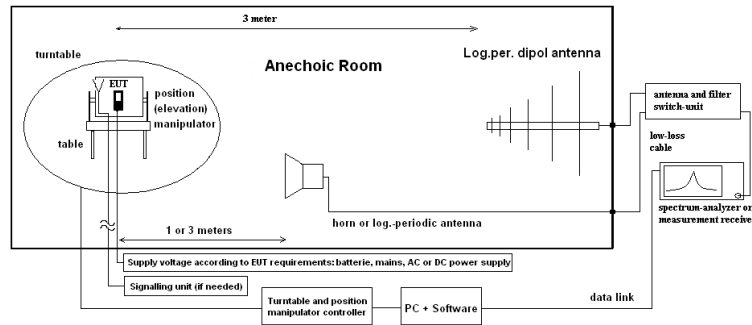 3 meter
turntable
Log.per. dipol antenna
Anechoic Room
EUT
position
(elevation)
manipulator
table
antenna and filter
switch-unit
low-loss
cable
spectrum-analyzer or
measurement receive
horn or log.-periodic antenna
1 or 3 meters
Supply voltage according to EUT requirements: batterie, mains, AC or DC power supply
Signalling unit (if needed)
Turntable and position
manipulator controller
PC + Software
data link